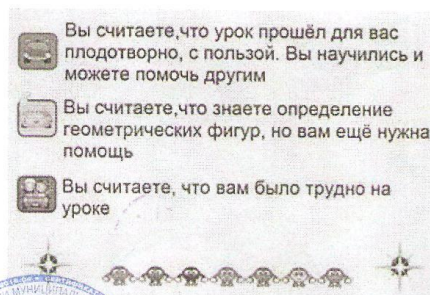 Вы считаете,что урок прошёл для вас
плодотворно, с пользой. Вы научились и
можете помочь другим
Вы считаете,что знаете определение
геометрических фигур, но вам ещё нужна
помощь
Вы считаете, что вам было трудно на
уроке